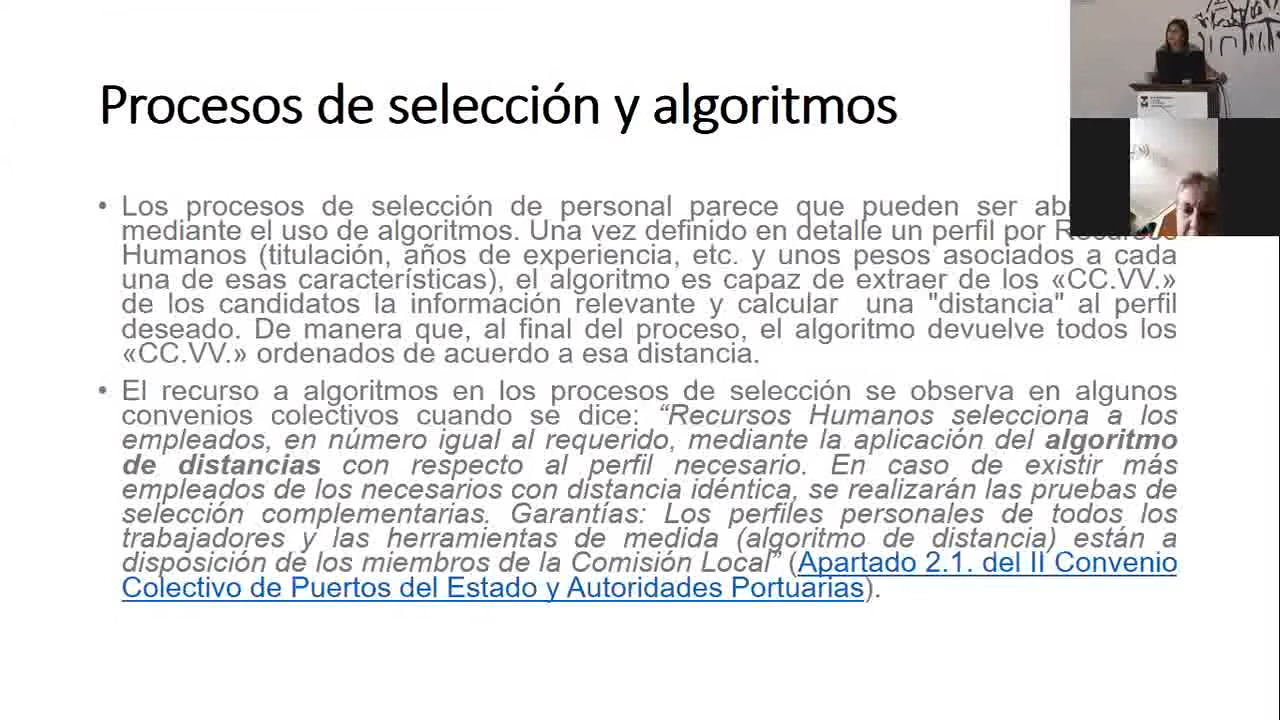 Procesos de selección y algoritmos
• Los procesos de selección de personal parece que pueden ser
mediante el uso de algoritmos. Una vez definido en detalle un perfil por Recursos
Humanos (titulación, años de experiencia, etc. y unos pesos asociados a cada
una de esas características), el algoritmo es capaz de extraer de los «CC.VV.»
de los candidatos la información relevante y calcular una "distancia" al perfil
deseado. De manera que, al final del proceso, el algoritmo devuelve todos los
«CC.VV.» ordenados de acuerdo a esa distancia.
• El recurso a algoritmos en los procesos de selección se observa en algunos
convenios colectivos cuando se dice: “Recursos Humanos selecciona a los
empleados, en número igual al requerido, mediante la aplicación del algoritmo
de distancias con respecto al perfil necesario. En caso de existir más
empleados de los necesarios con distancia idéntica, se realizarán las pruebas de
selección complementarias. Garantías: Los perfiles personales de todos los
trabajadores y las herramientas de medida (algoritmo de distancia) están a
disposición de los miembros de la Comisión Local” (Apartado 2.1. del II Convenio
Colectivo de Puertos del Estado y Autoridades Portuarias).